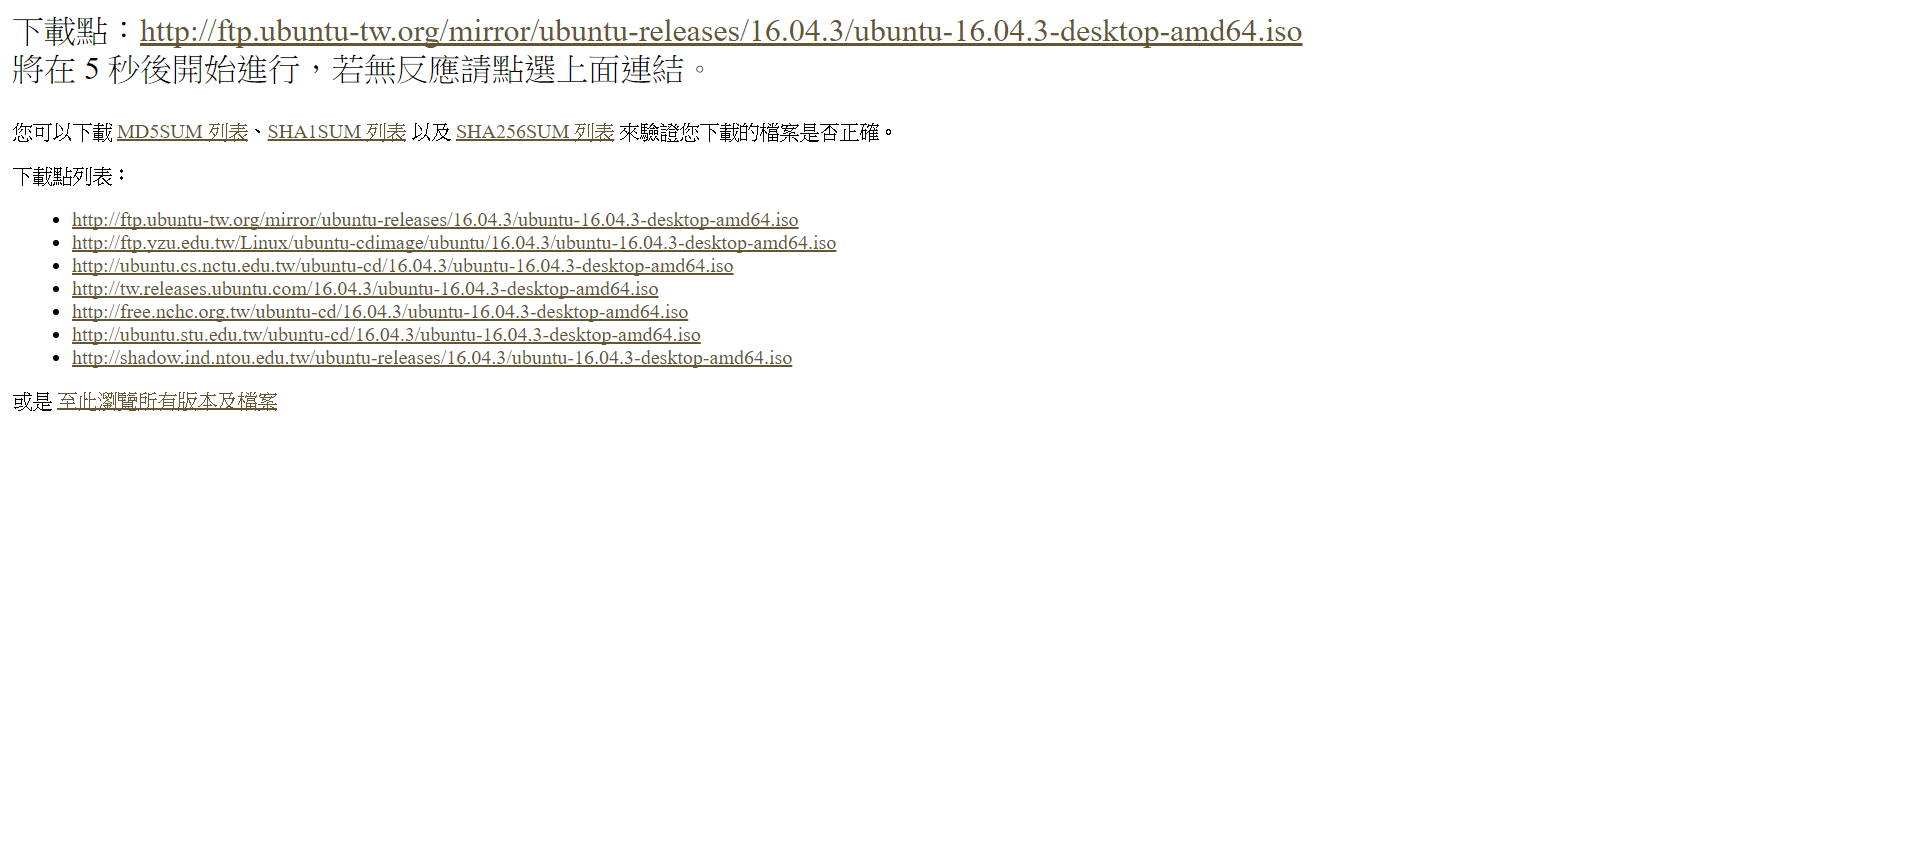 下載點：http://ftp.ubuntu-tw.org/mirror/ubuntu-releases/16.04.3/ubuntu-16.04.3-desktop-amd64.iso
將在 5 秒後開始進行，若無反應請點選上面連結。
您可以下載 MD5SUM 列表、SHA1SUM 列表 以及 SHA256SUM 列表 來驗證您下載的檔案是否正確。
下載點列表：
http://ftp.ubuntu-tw.org/mirror/ubuntu-releases/16.04.3/ubuntu-16.04.3-desktop-amd64.iso
http://ftp.yzu.edu.tw/Linux/ubuntu-cdimage/ubuntu/16.04.3/ubuntu-16.04.3-desktop-amd64.iso
http://ubuntu.cs.nctu.edu.tw/ubuntu-cd/16.04.3/ubuntu-16.04.3-desktop-amd64.iso
http://tw.releases.ubuntu.com/16.04.3/ubuntu-16.04.3-desktop-amd64.iso
http://free.nchc.org.tw/ubuntu-cd/16.04.3/ubuntu-16.04.3-desktop-amd64.iso
http://ubuntu.stu.edu.tw/ubuntu-cd/16.04.3/ubuntu-16.04.3-desktop-amd64.iso
http://shadow.ind.ntou.edu.tw/ubuntu-releases/16.04.3/ubuntu-16.04.3-desktop-amd64.iso
或是 至此瀏覽所有版本及檔案